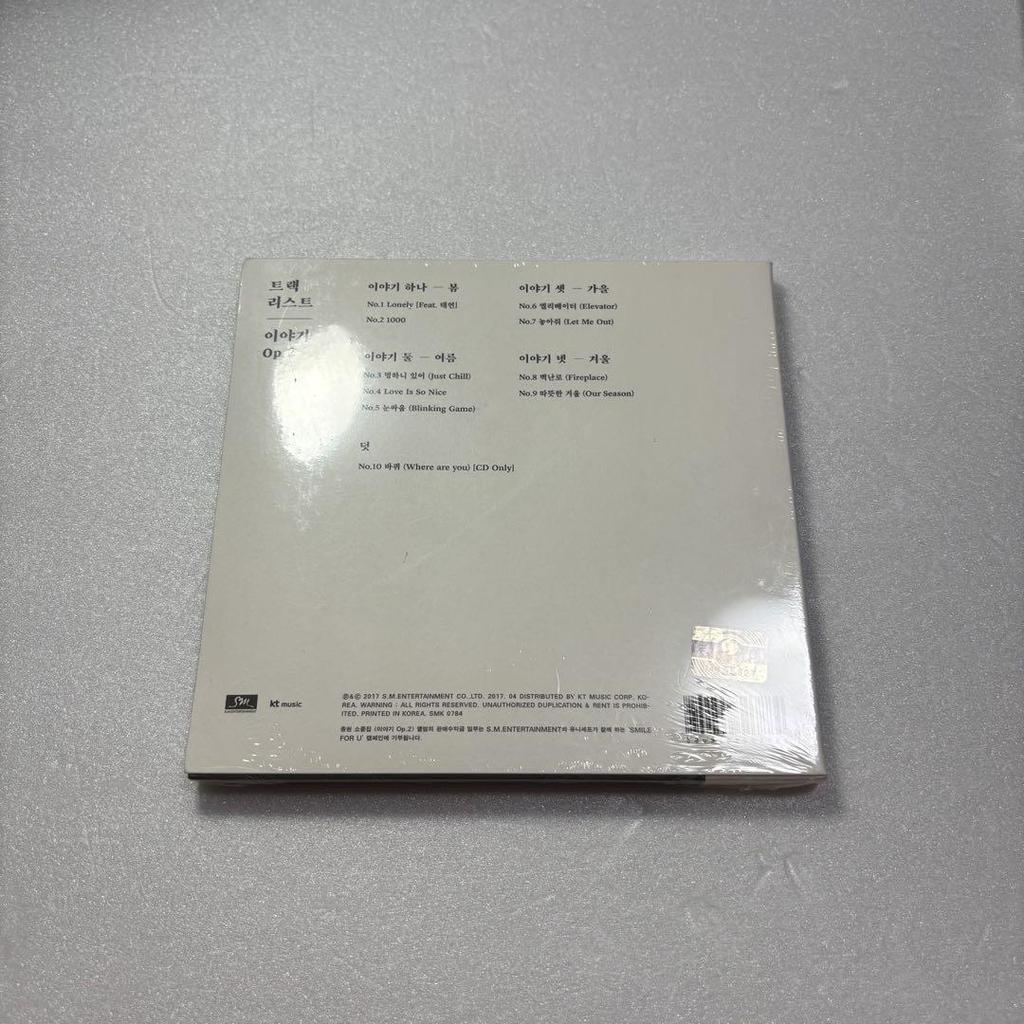 트랙
리스트
이야기
Op.2
이야기 하나 — 봄
No.1 Lonely [Feat. 태연]
No.2 1000
이야기 둘 — 여름
No.3 멍하니 있어 (Just Chill)
No.4 Love Is So Nice
No.5 눈싸움 (Blinking Game)
덧
No.10 바퀴 (Where are you) [CD Only]
이야기 셋 — 가을
No.6 엘리베이터 (Elevator)
No.7 놓아줘 (Let Me Out)
이야기 넷 — 겨울
No.8 벽난로 (Fireplace)
No.9 따뜻한 겨울 (Our Season)
SM
kt music
℗&© 2017 S.M.ENTERTAINMENT CO.,LTD. 2017. 04 DISTRIBUTED BY KT MUSIC CORP. KO-
REA. WARNING : ALL RIGHTS RESERVED. UNAUTHORIZED DUPLICATION & RENT IS PROHIB-
ITED. PRINTED IN KOREA. SMK 0784
종현 소품집 〈이야기 Op.2〉 앨범의 판매수익금 일부는 S.M.ENTERTAINMENT와 유니세프가 함께 하는 'SMILE
FOR U' 캠페인에 기부됩니다.